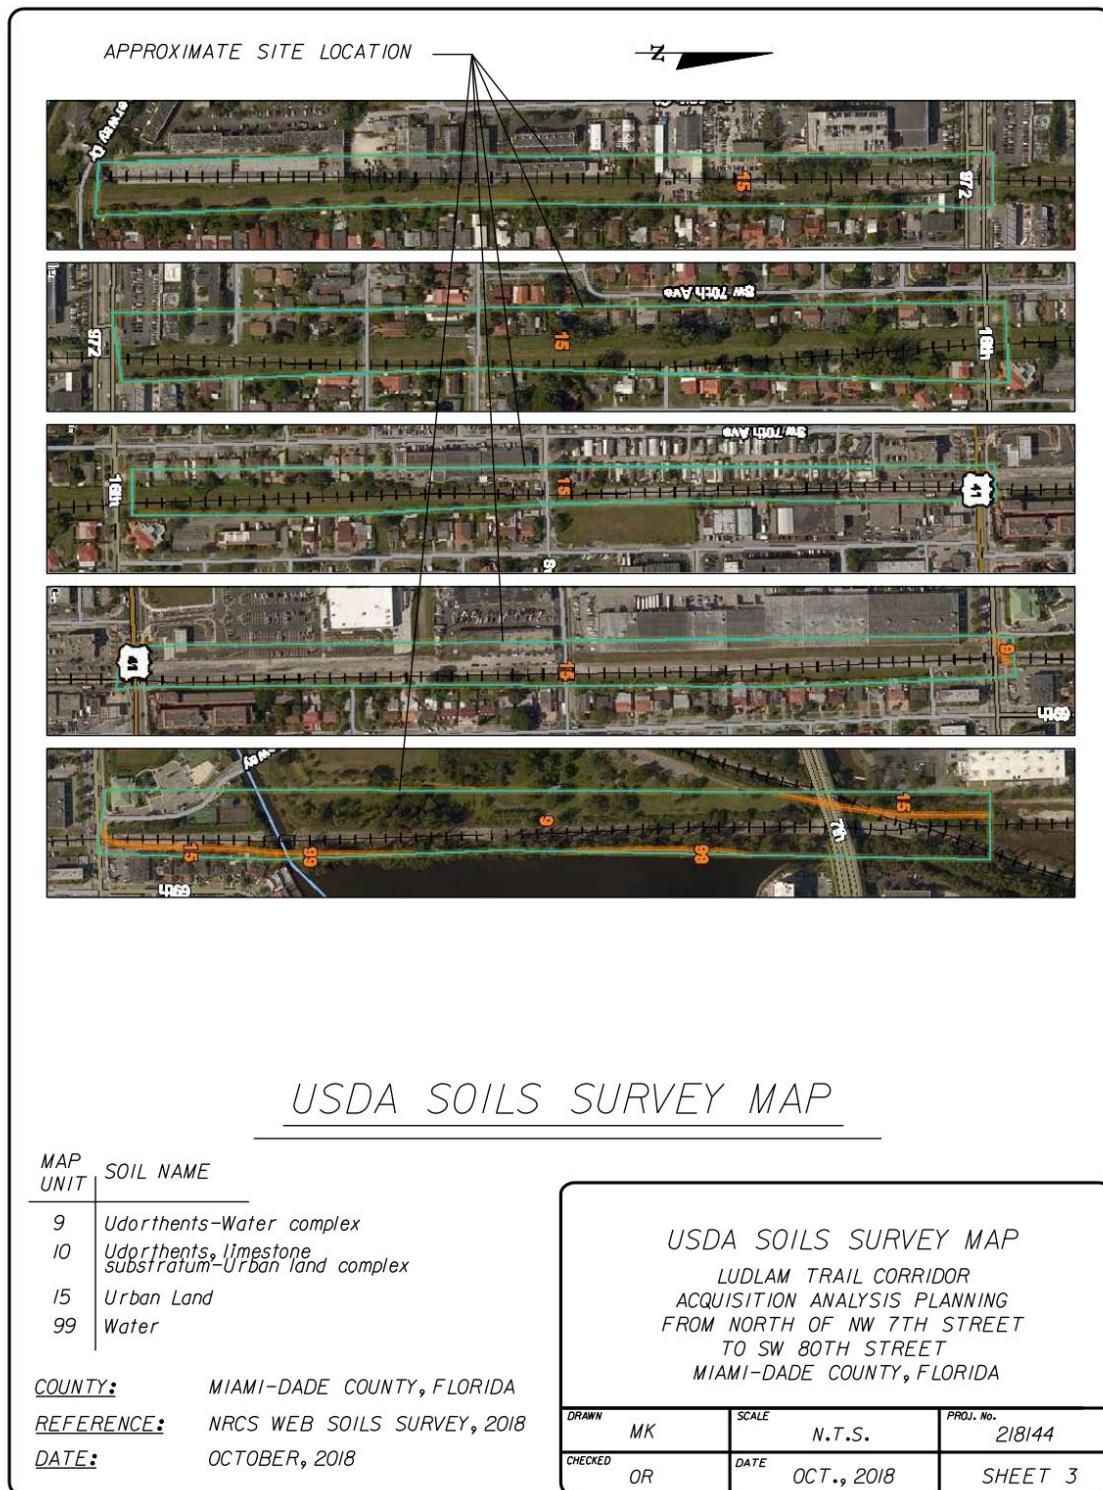 APPROXIMATE SITE LOCATION
N
15
972
Sw 70th Ave
972
15
16th
Sw 70th Ave
16th
15
41
41
15
9
69th
9
15
7th
15
99
99
69th
USDA SOILS SURVEY MAP
MAP UNIT SOIL NAME
9 Udorthents-Water complex
10 Udorthents, limestone
substratum-Urban land complex
15 Urban Land
99 Water
COUNTY: MIAMI-DADE COUNTY, FLORIDA
REFERENCE: NRCS WEB SOILS SURVEY, 2018
DATE: OCTOBER, 2018
USDA SOILS SURVEY MAP
LUDLAM TRAIL CORRIDOR
ACQUISITION ANALYSIS PLANNING
FROM NORTH OF NW 7TH STREET
TO SW 80TH STREET
MIAMI-DADE COUNTY, FLORIDA
DRAWN MK SCALE N.T.S. PROJ. No. 218144
CHECKED OR DATE OCT., 2018 SHEET 3